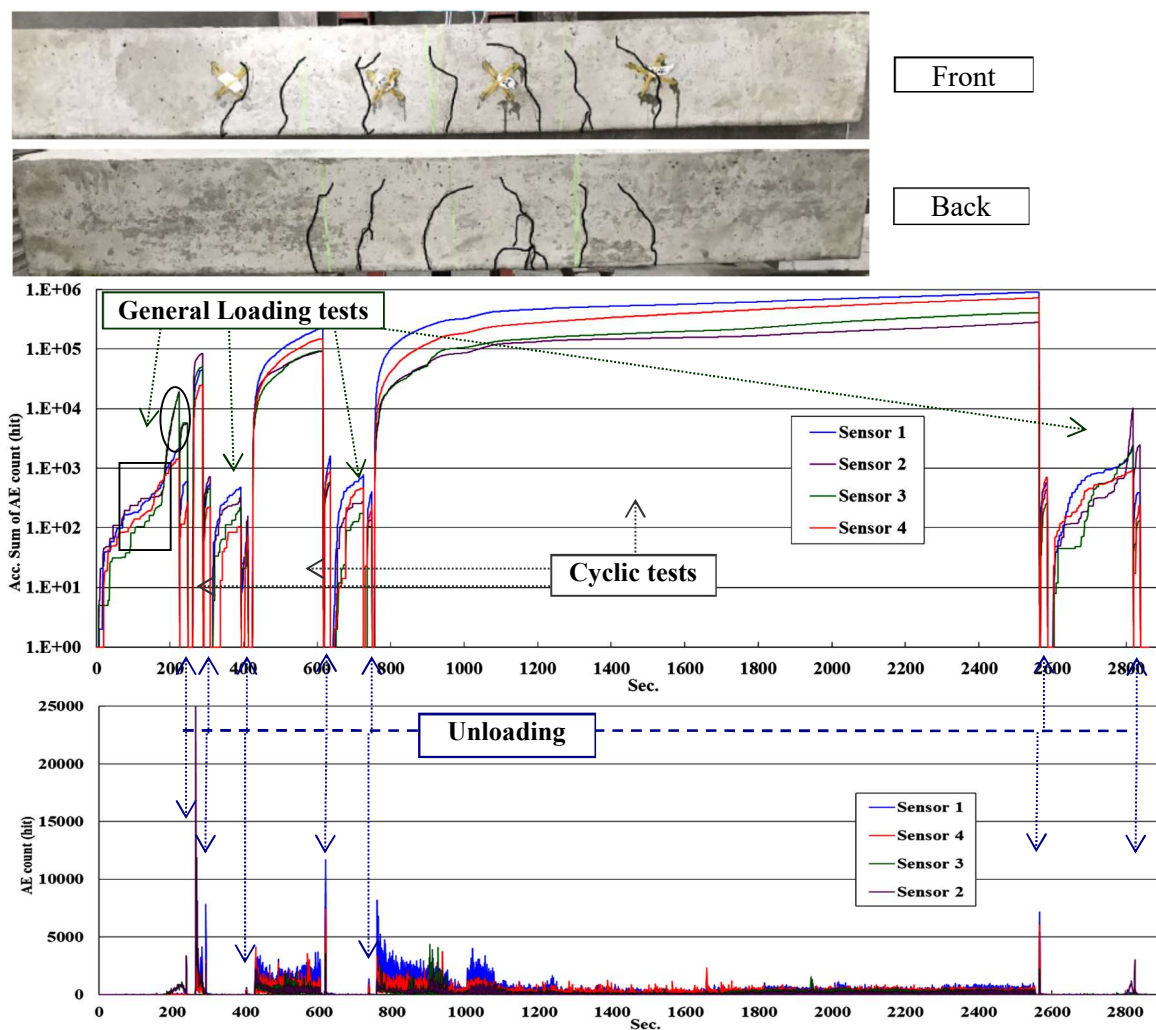 Front
Back
1.E+06
1.E+05
1.E+04
1.E+03
1.E+02
1.E+01
1.E+00
Acc. Sum of AE count (hit)
General Loading tests
Sensor 1
Sensor 2
Sensor 3
Sensor 4
Cyclic tests
0 200 400 600 800 1000 1200 1400 1600 1800 2000 2200 2400 2600 2800
Sec.
25000
20000
15000
10000
5000
0
AE count (hit)
Unloading
Sensor 1
Sensor 4
Sensor 3
Sensor 2
0 200 400 600 800 1000 1200 1400 1600 1800 2000 2200 2400 2600 2800
Sec.